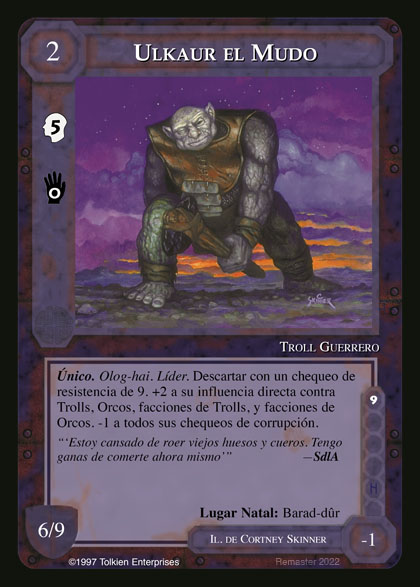 2
ULKAUR EL MUDO
5
0
TROLL GUERRERO
Único. Olog-hai. Líder. Descartar con un chequeo de
resistencia de 9. +2 a su influencia directa contra
Trolls, Orcos, facciones de Trolls, y facciones de
Orcos. -1 a todos sus chequeos de corrupción.
9
“‘Estoy cansado de roer viejos huesos y cueros. Tengo
ganas de comerte ahora mismo’” —SdlA
H
Lugar Natal: Barad-dûr
6/9
IL. DE CORTNEY SKINNER
-1
©1997 Tolkien Enterprises
Remaster 2022